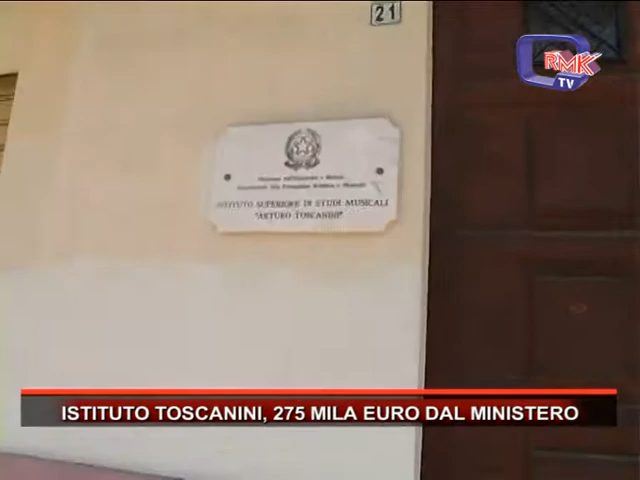 21
RMK
TV
ISTITUTO SUPERIORE DI STUDI MUSICALI
"ARTURO TOSCANINI"
ISTITUTO TOSCANINI, 275 MILA EURO DAL MINISTERO